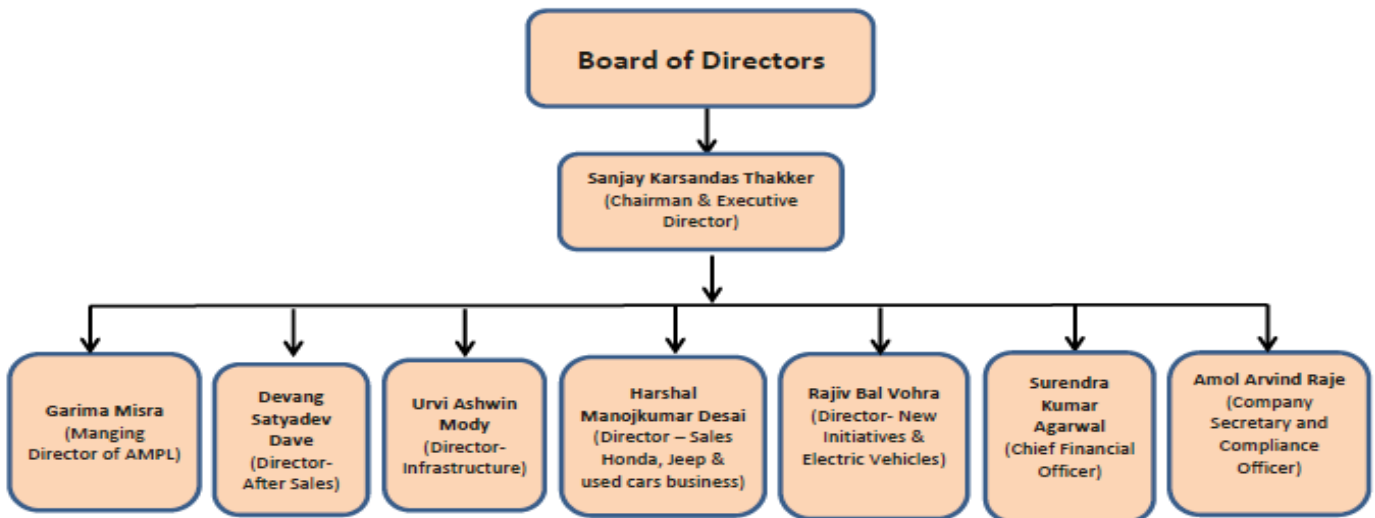 Board of Directors
Sanjay Karsandas Thakker
(Chairman & Executive
Director)
Garima Misra
(Manging
Director of AMPL)
Devang
Satyadev
Dave
(Director-
After Sales)
Urvi Ashwin
Mody
(Director-
Infrastructure)
Harshal
Manojkumar Desai
(Director – Sales
Honda, Jeep &
used cars business)
Rajiv Bal Vohra
(Director- New
Initiatives &
Electric Vehicles)
Surendra
Kumar
Agarwal
(Chief Financial
Officer)
Amol Arvind Raje
(Company
Secretary and
Compliance
Officer)